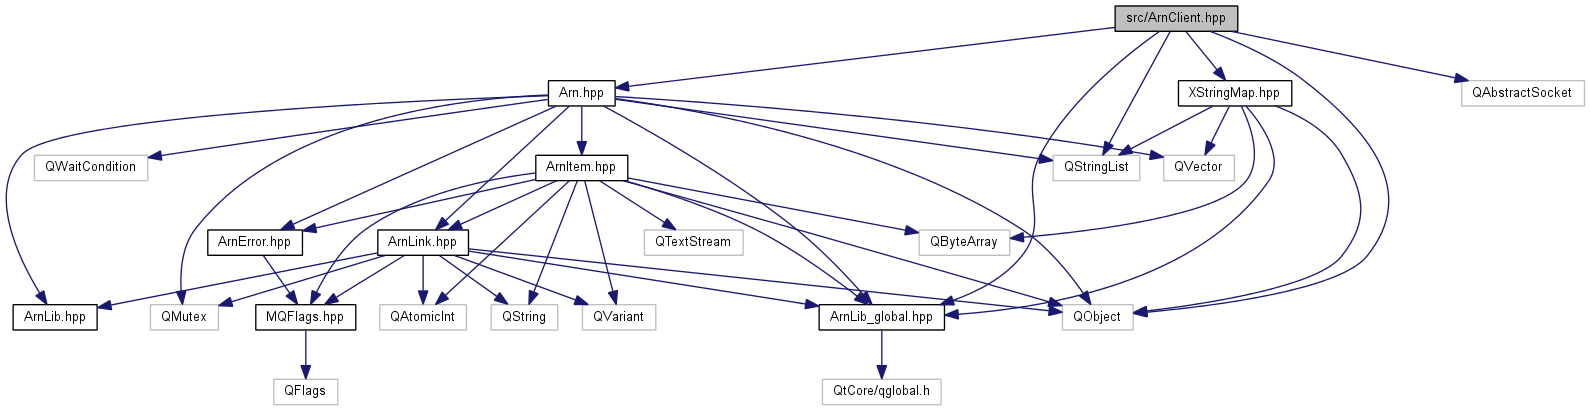 src/ArnClient.hpp
Arn.hpp
XStringMap.hpp
QAbstractSocket
QWaitCondition
ArnItem.hpp
QStringList
QVector
ArnError.hpp
ArnLink.hpp
QTextStream
QByteArray
ArnLib.hpp
QMutex
MQFlags.hpp
QAtomicInt
QString
QVariant
ArnLib_global.hpp
QObject
QFlags
QtCore/qglobal.h